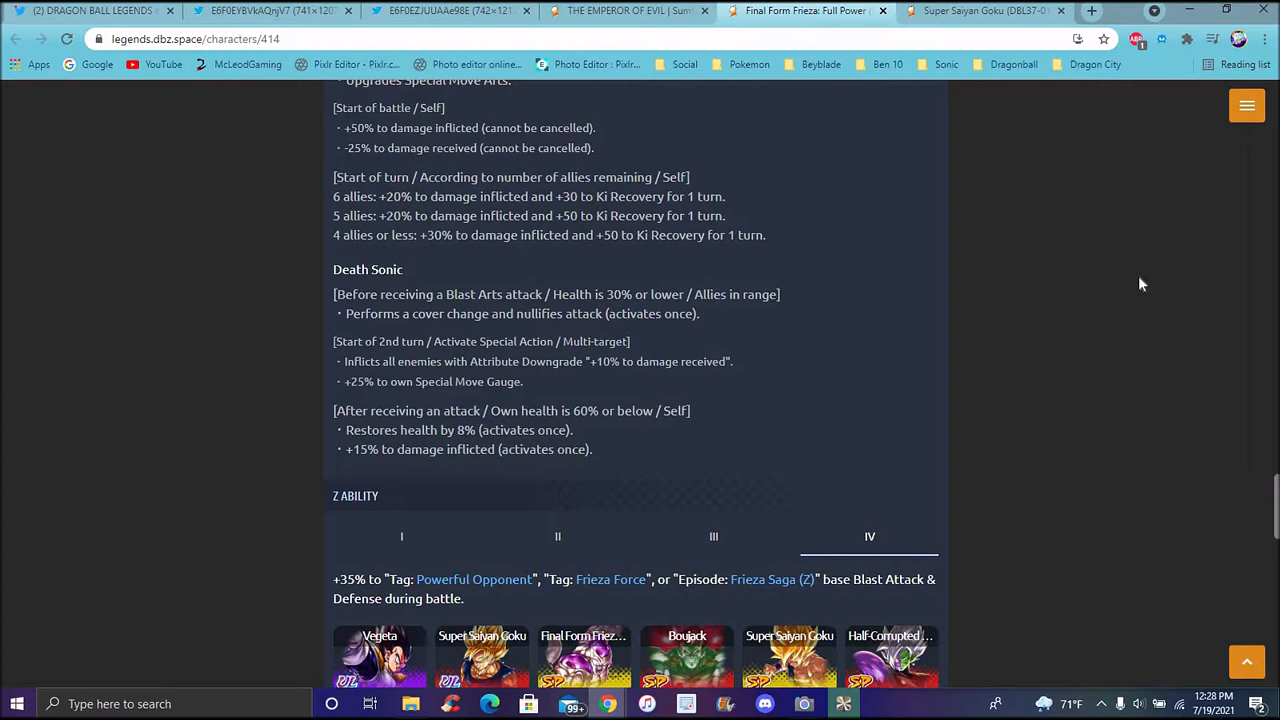 (2) DRAGON BALL LEGENDS
E6F0EYBVkAQnjV7 (741×120
E6F0EZJUUAAe98E (742×12
THE EMPEROR OF EVIL | Sum
Final Form Frieza: Full Power
Super Saiyan Goku (DBL37-0
legends.dbz.space/characters/414
ABP
1
Apps
Google
YouTube
McLeodGaming
Pixlr Editor - Pixlr.c...
Photo editor online...
Photo Editor : Pixlr...
Social
Pokemon
Beyblade
Ben 10
Sonic
Dragonball
Dragon City
Reading list
・Upgrades Special Move Arts.
[Start of battle / Self]
・+50% to damage inflicted (cannot be cancelled).
・-25% to damage received (cannot be cancelled).
[Start of turn / According to number of allies remaining / Self]
6 allies: +20% to damage inflicted and +30 to Ki Recovery for 1 turn.
5 allies: +20% to damage inflicted and +50 to Ki Recovery for 1 turn.
4 allies or less: +30% to damage inflicted and +50 to Ki Recovery for 1 turn.
Death Sonic
[Before receiving a Blast Arts attack / Health is 30% or lower / Allies in range]
・Performs a cover change and nullifies attack (activates once).
[Start of 2nd turn / Activate Special Action / Multi-target]
・Inflicts all enemies with Attribute Downgrade "+10% to damage received".
・+25% to own Special Move Gauge.
[After receiving an attack / Own health is 60% or below / Self]
・Restores health by 8% (activates once).
・+15% to damage inflicted (activates once).
Z ABILITY
I II III IV
+35% to "Tag: Powerful Opponent", "Tag: Frieza Force", or "Episode: Frieza Saga (Z)" base Blast Attack &
Defense during battle.
Vegeta
Super Saiyan Goku
Final Form Friez...
Boujack
Super Saiyan Goku
Half-Corrupted ...
UL
SP
SP
SP
Type here to search
99+
71°F
12:28 PM
7/19/2021
2